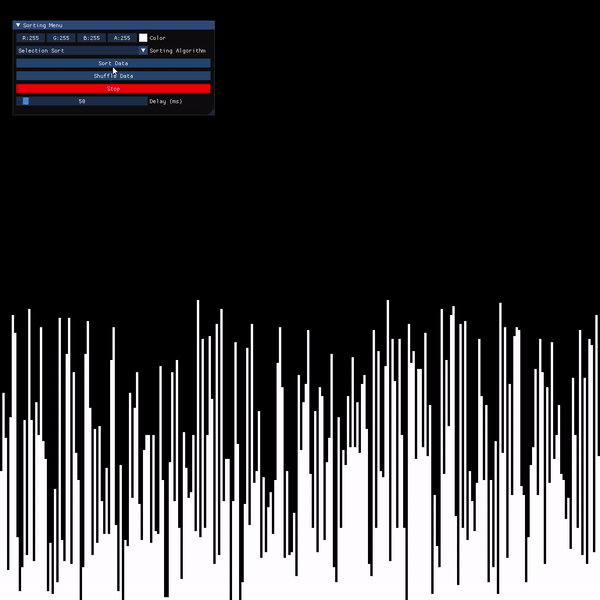 Sorting Menu
R:255 G:255 B:255 A:255 Color
Selection Sort Sorting Algorithm
Sort Data
Shuffle Data
Stop
50 Delay (ms)